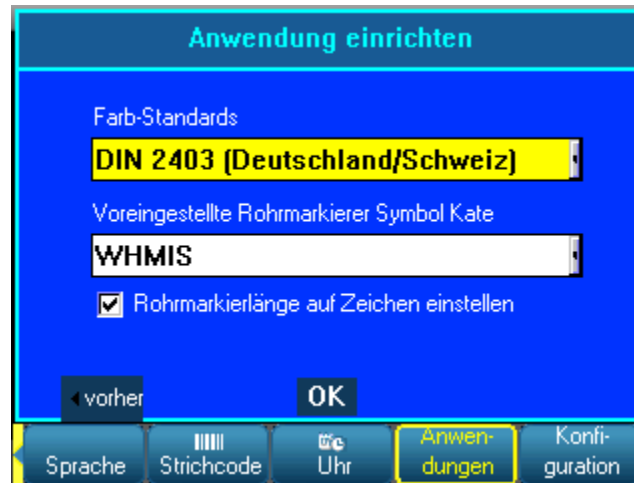 Anwendung einrichten
Farb-Standards
DIN 2403 (Deutschland/Schweiz)
Voreingestellte Rohrmarkierer Symbol Kate
WHMIS
Rohrmarkierlänge auf Zeichen einstellen
vorher
OK
Sprache
Strichcode
Uhr
Anwen-
dungen
Konfi-
guration